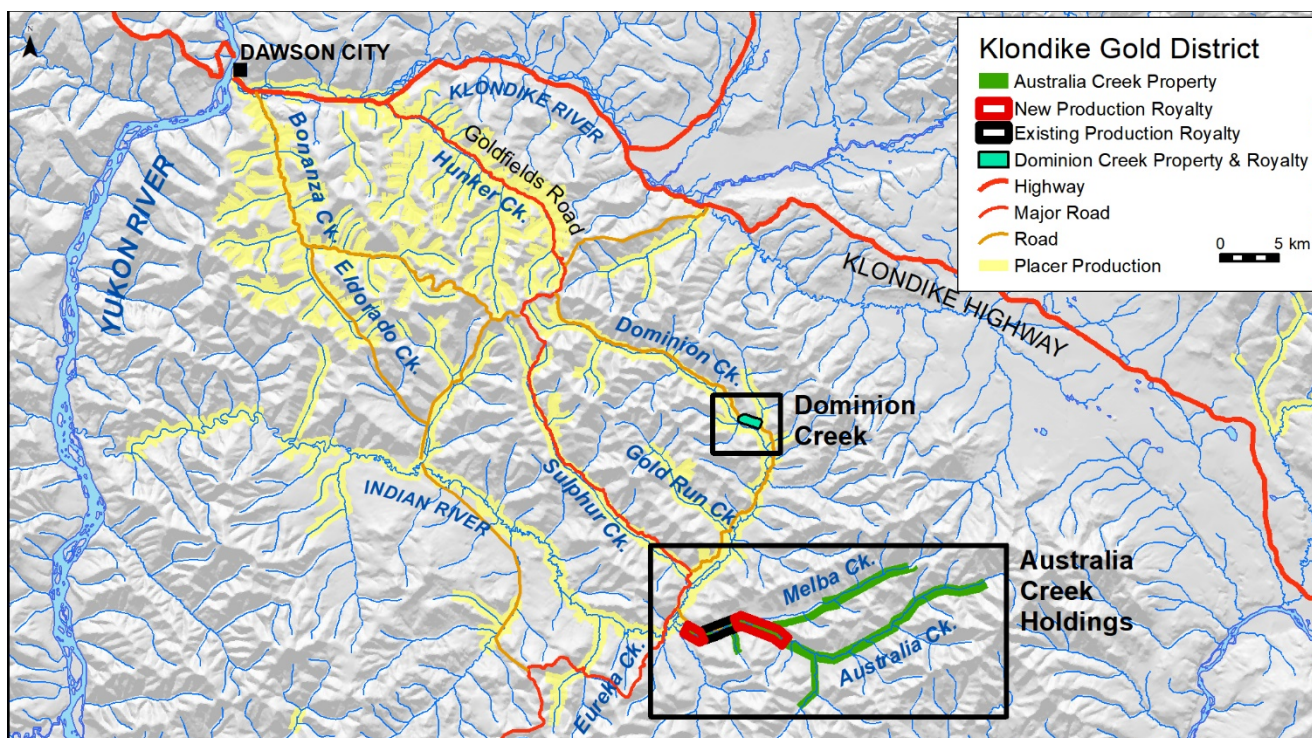 N
DAWSON CITY
KLONDIKE RIVER
Goldfields Road
Bonanza Ck.
Hunker Ck.
YUKON RIVER
Eldorado Ck.
KLONDIKE HIGHWAY
Dominion Ck.
Dominion
Creek
Gold Run Ck.
Sulphur Ck.
INDIAN RIVER
Melba Ck.
Australia
Creek
Holdings
Australia Ck.
Eureka Ck.
Klondike Gold District
Australia Creek Property
New Production Royalty
Existing Production Royalty
Dominion Creek Property & Royalty
Highway
Major Road
Road
0 5 km
Placer Production